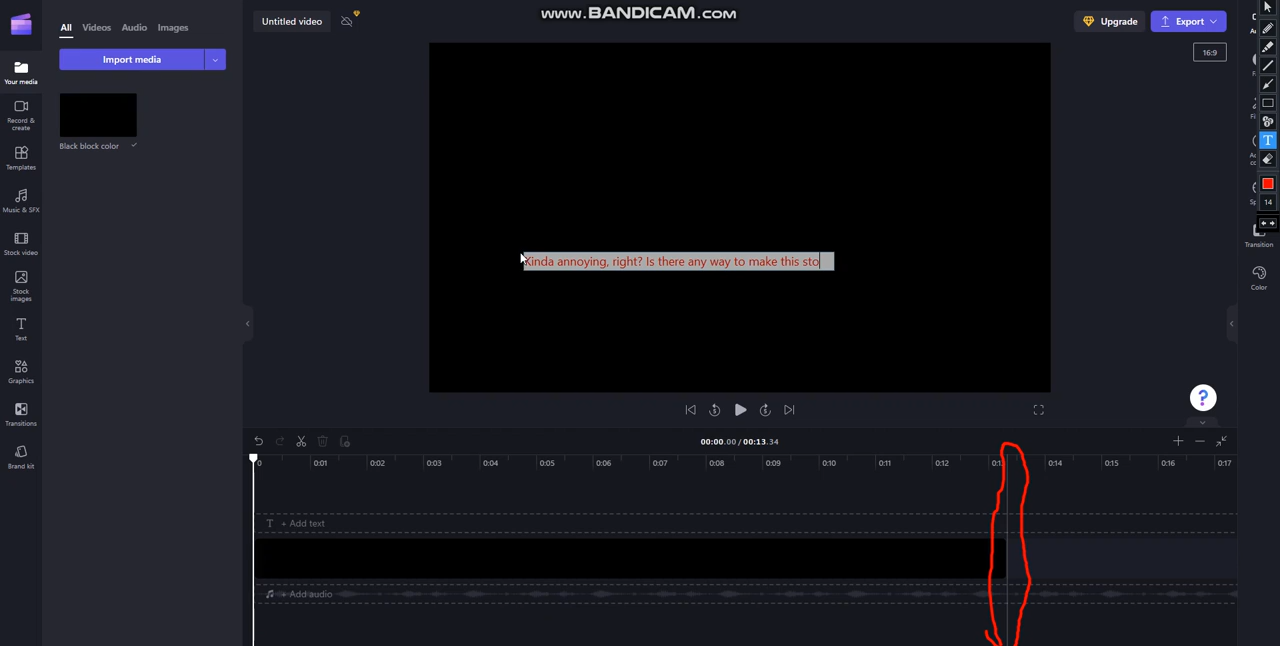 www.BANDICAM.com
Untitled video
Upgrade
Export
16:9
All Videos Audio Images
Import media
Black block color
Your media
Record &
create
Templates
Music & SFX
Stock video
Stock
images
Text
Graphics
Transitions
Brand kit
Kinda annoying, right? Is there any way to make this sto
T
14
Transition
Color
?
5
5
00:00.00 / 00:13.34
0 0:01 0:02 0:03 0:04 0:05 0:06 0:07 0:08 0:09 0:10 0:11 0:12 0:14 0:15 0:16 0:17
T + Add text
+ Add audio